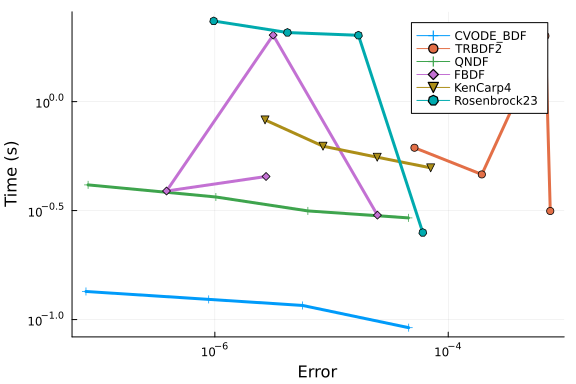 CVODE_BDF
TRBDF2
QNDF
FBDF
KenCarp4
Rosenbrock23
Time (s)
10^0.0
10^-0.5
10^-1.0
10^-6
10^-4
Error